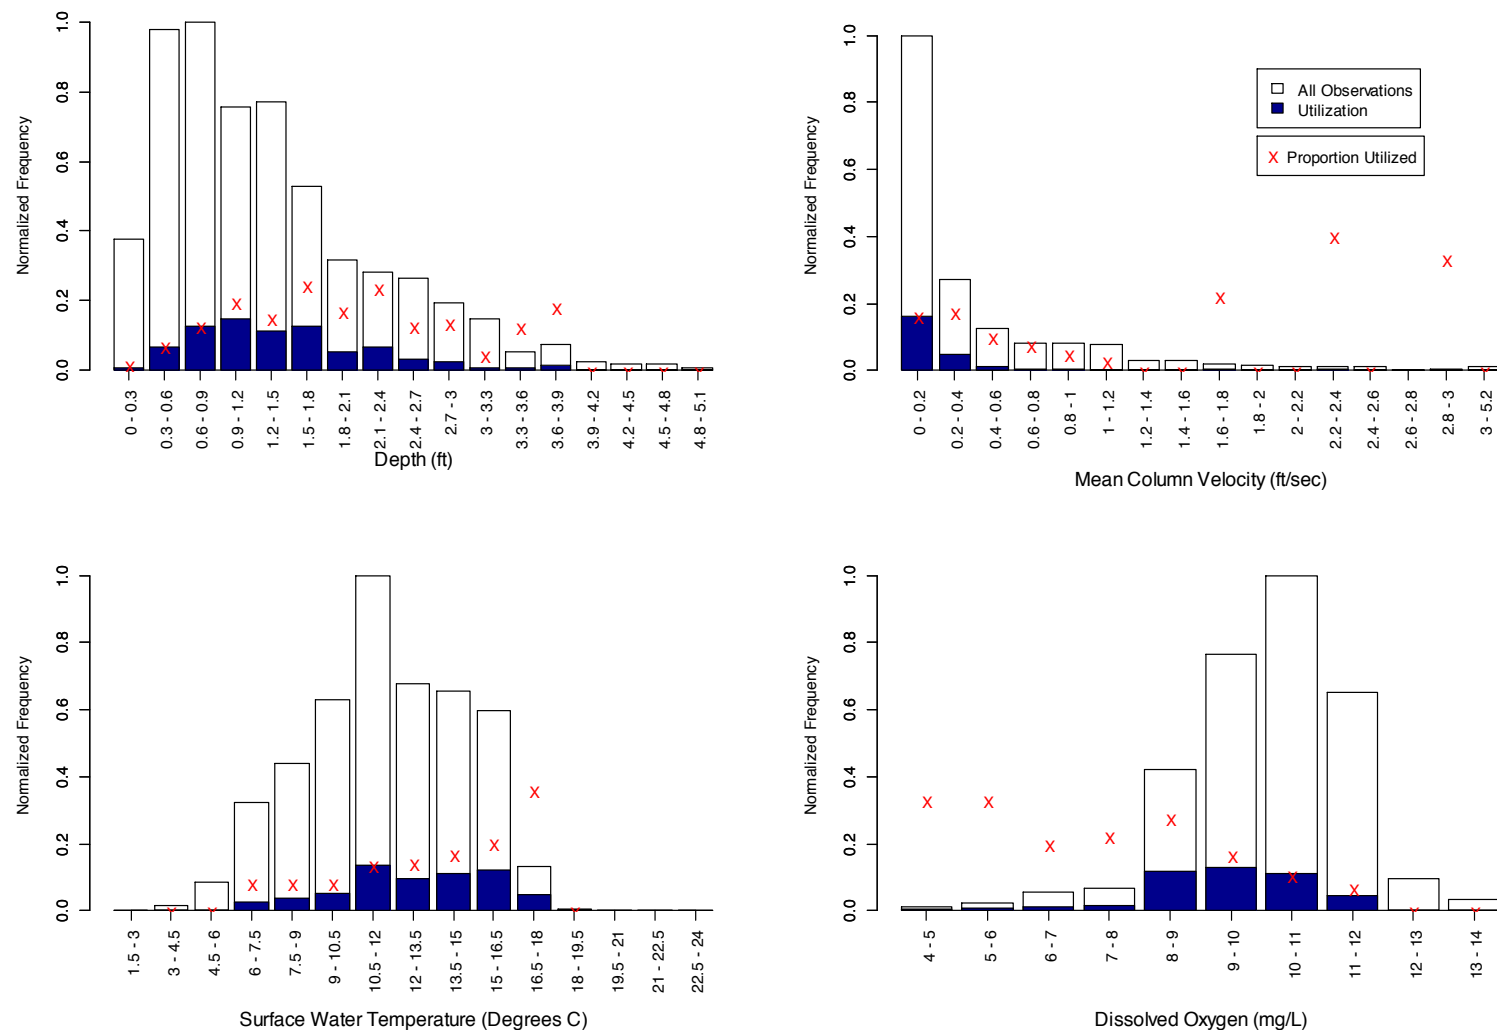 Normalized Frequency
1.0
0.8
0.6
0.4
0.2
0.0
0 - 0.3
0.3 - 0.6
0.6 - 0.9
0.9 - 1.2
1.2 - 1.5
1.5 - 1.8
1.8 - 2.1
2.1 - 2.4
2.4 - 2.7
2.7 - 3
3 - 3.3
3.3 - 3.6
3.6 - 3.9
3.9 - 4.2
4.2 - 4.5
4.5 - 4.8
4.8 - 5.1
Depth (ft)
Normalized Frequency
1.0
0.8
0.6
0.4
0.2
0.0
All Observations
Utilization
X Proportion Utilized
0 - 0.2
0.2 - 0.4
0.4 - 0.6
0.6 - 0.8
0.8 - 1
1 - 1.2
1.2 - 1.4
1.4 - 1.6
1.6 - 1.8
1.8 - 2
2 - 2.2
2.2 - 2.4
2.4 - 2.6
2.6 - 2.8
2.8 - 3
3 - 5.2
Mean Column Velocity (ft/sec)
Normalized Frequency
1.0
0.8
0.6
0.4
0.2
0.0
1.5 - 3
3 - 4.5
4.5 - 6
6 - 7.5
7.5 - 9
9 - 10.5
10.5 - 12
12 - 13.5
13.5 - 15
15 - 16.5
16.5 - 18
18 - 19.5
19.5 - 21
21 - 22.5
22.5 - 24
Surface Water Temperature (Degrees C)
Normalized Frequency
1.0
0.8
0.6
0.4
0.2
0.0
4 - 5
5 - 6
6 - 7
7 - 8
8 - 9
9 - 10
10 - 11
11 - 12
12 - 13
13 - 14
Dissolved Oxygen (mg/L)